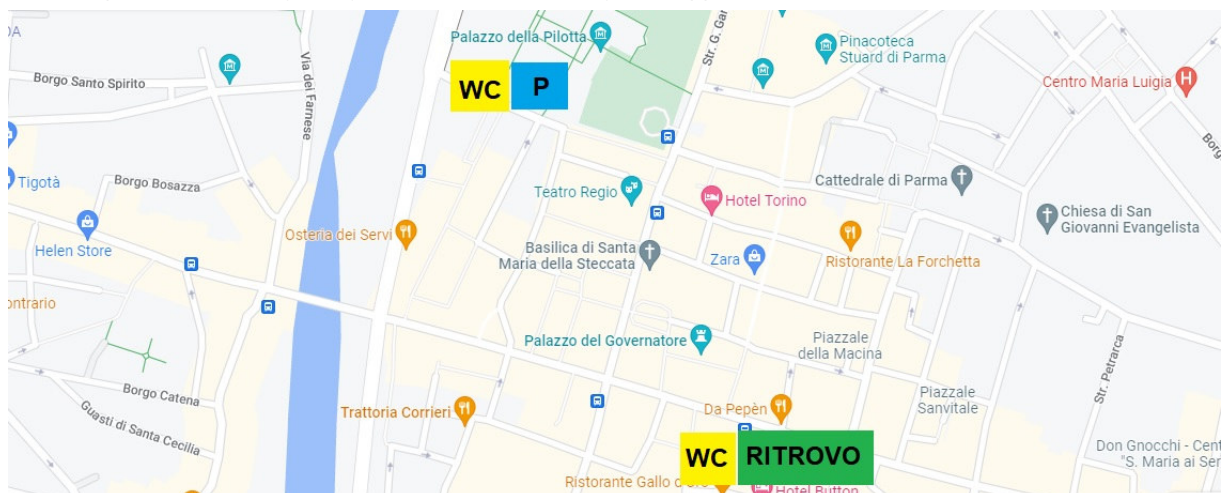 DA
Palazzo della Pilotta
Str. G. Gar
Pinacoteca
Stuard di Parma
Via dei Farnese
Borgo Santo Spirito
WC
P
Centro Maria Luigia
H
Borgo
Tigotà
Borgo Bosazza
Teatro Regio
Hotel Torino
Cattedrale di Parma
Chiesa di San
Giovanni Evangelista
Helen Store
Osteria dei Servi
Basilica di Santa
Maria della Steccata
Zara
Ristorante La Forchetta
ontrario
Palazzo del Governatore
Piazzale
della Macina
Str. Petrarca
Borgo Catena
Guasti di Santa Cecilia
Trattoria Corrieri
Da Pepèn
Piazzale
Sanvitale
WC
RITROVO
Don Gnocchi - Cent
"S. Maria ai Ser
Ristorante Gallo d
Hotel Button